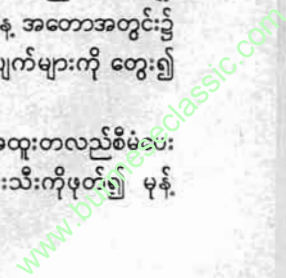 န့ အတောအတွင်း၌
ျက်များကို တွေး၍
ထူးတလည်စီမံပေး
းသီးကိုဖုတ်၍ မုန့်
www.burmeseclassic.com